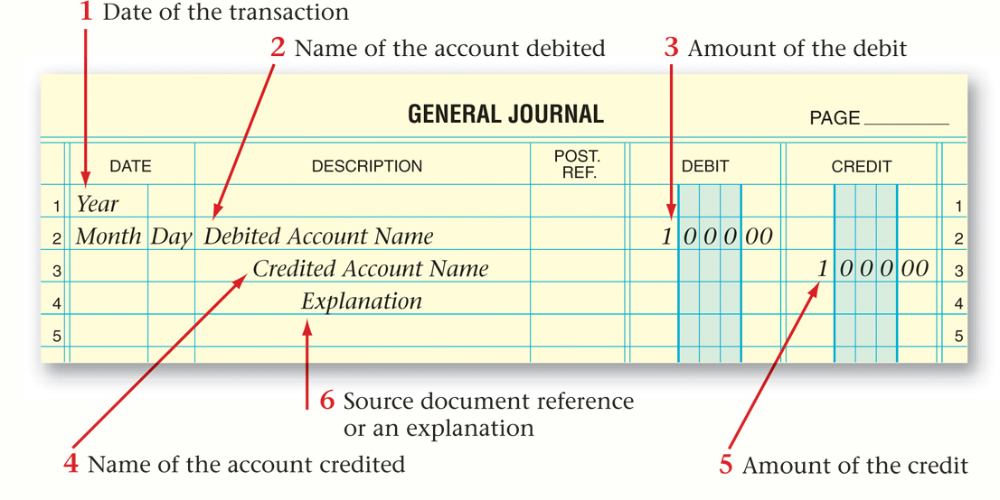 1 Date of the transaction
2 Name of the account debited
3 Amount of the debit
GENERAL JOURNAL
PAGE
DATE DESCRIPTION POST. REF. DEBIT CREDIT
1 Year 1
2 Month Day Debited Account Name 1 0 0 0 00 2
3 Credited Account Name 1 0 0 0 00 3
4 Explanation 4
5 5
6 Source document reference
or an explanation
4 Name of the account credited
5 Amount of the credit